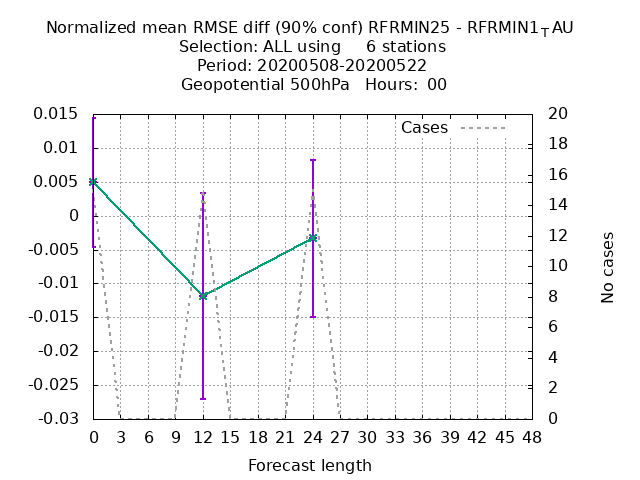 Normalized mean RMSE diff (90% conf) RFRMIN25 - RFRMIN1TAU
Selection: ALL using     6 stations
Period: 20200508-20200522
Geopotential 500hPa   Hours:  00
Cases
0.015
0.01
0.005
0
-0.005
-0.01
-0.015
-0.02
-0.025
-0.03
20
18
16
14
12
10
8
6
4
2
0
No cases
0 3 6 9 12 15 18 21 24 27 30 33 36 39 42 45 48
Forecast length